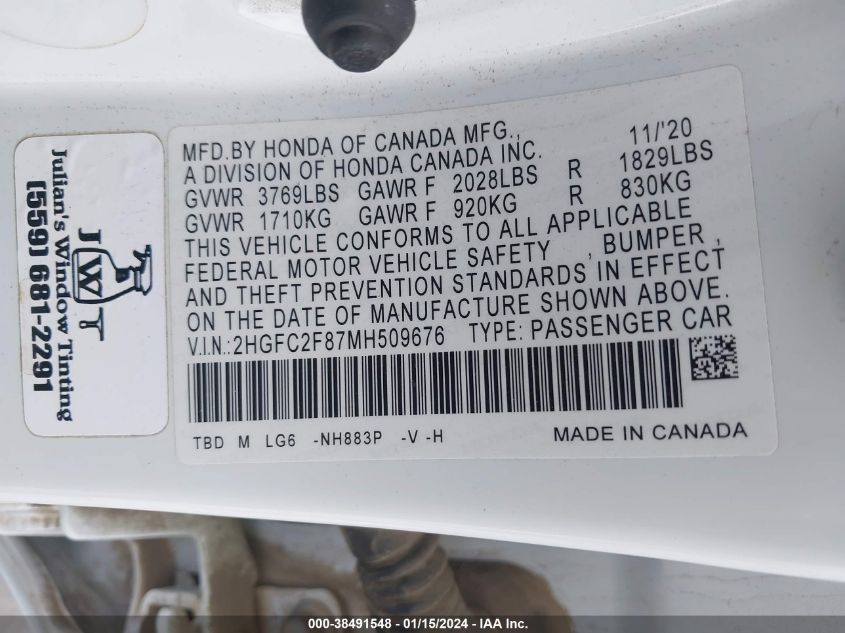 MFD.BY HONDA OF CANADA MFG., 11/'20
A DIVISION OF HONDA CANADA INC.
GVWR 3769LBS GAWR F 2028LBS R 1829LBS
GVWR 1710KG GAWR F 920KG R 830KG
THIS VEHICLE CONFORMS TO ALL APPLICABLE
FEDERAL MOTOR VEHICLE SAFETY , BUMPER ,
AND THEFT PREVENTION STANDARDS IN EFFECT
ON THE DATE OF MANUFACTURE SHOWN ABOVE.
V.I.N.:2HGFC2F87MH509676 TYPE: PASSENGER CAR
TBD M LG6 -NH883P -V -H MADE IN CANADA
JWT
Julian's Window Tinting
(559) 681-2291
000-38491548 - 01/15/2024 - IAA Inc.